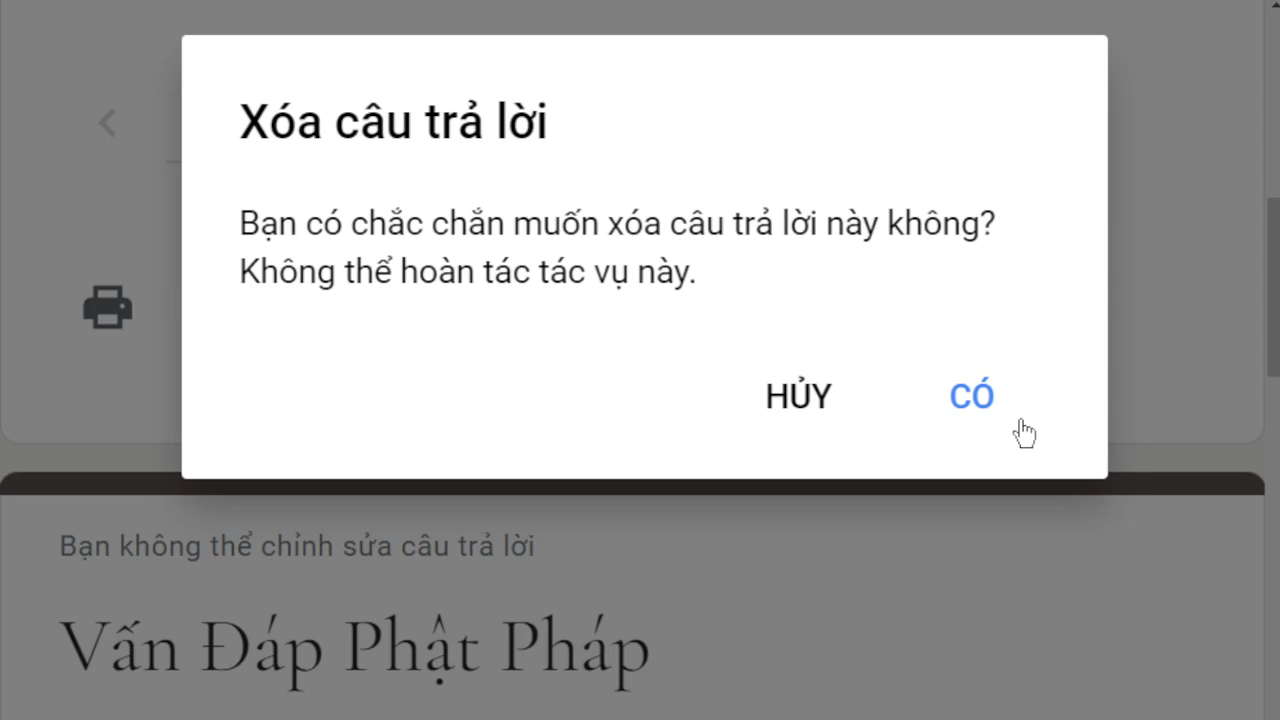 Xóa câu trả lời
Bạn có chắc chắn muốn xóa câu trả lời này không?
Không thể hoàn tác tác vụ này.
HỦY
CÓ
Bạn không thể chỉnh sửa câu trả lời
Vấn Đáp Phật Pháp